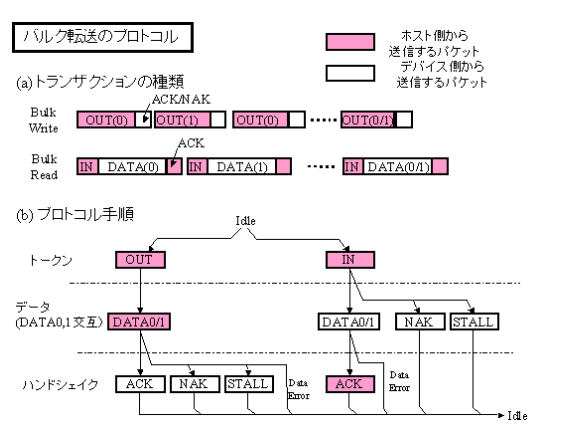 バルク転送のプロトコル
ホスト側から
送信するパケット
デバイス側から
送信するパケット
(a) トランザクションの種類
ACK/NAK
Bulk
Write
OUT(0) OUT(1) OUT(0) ..... OUT(0/1)
ACK
Bulk
Read
IN DATA(0) IN DATA(1) ..... IN DATA(0/1)
(b) プロトコル手順
Idle
トークン OUT IN
データ
(DATA0,1 交互) DATA0/1 DATA0/1 NAK STALL
ハンドシェイク ACK NAK STALL Data
Error ACK Data
Error
Idle